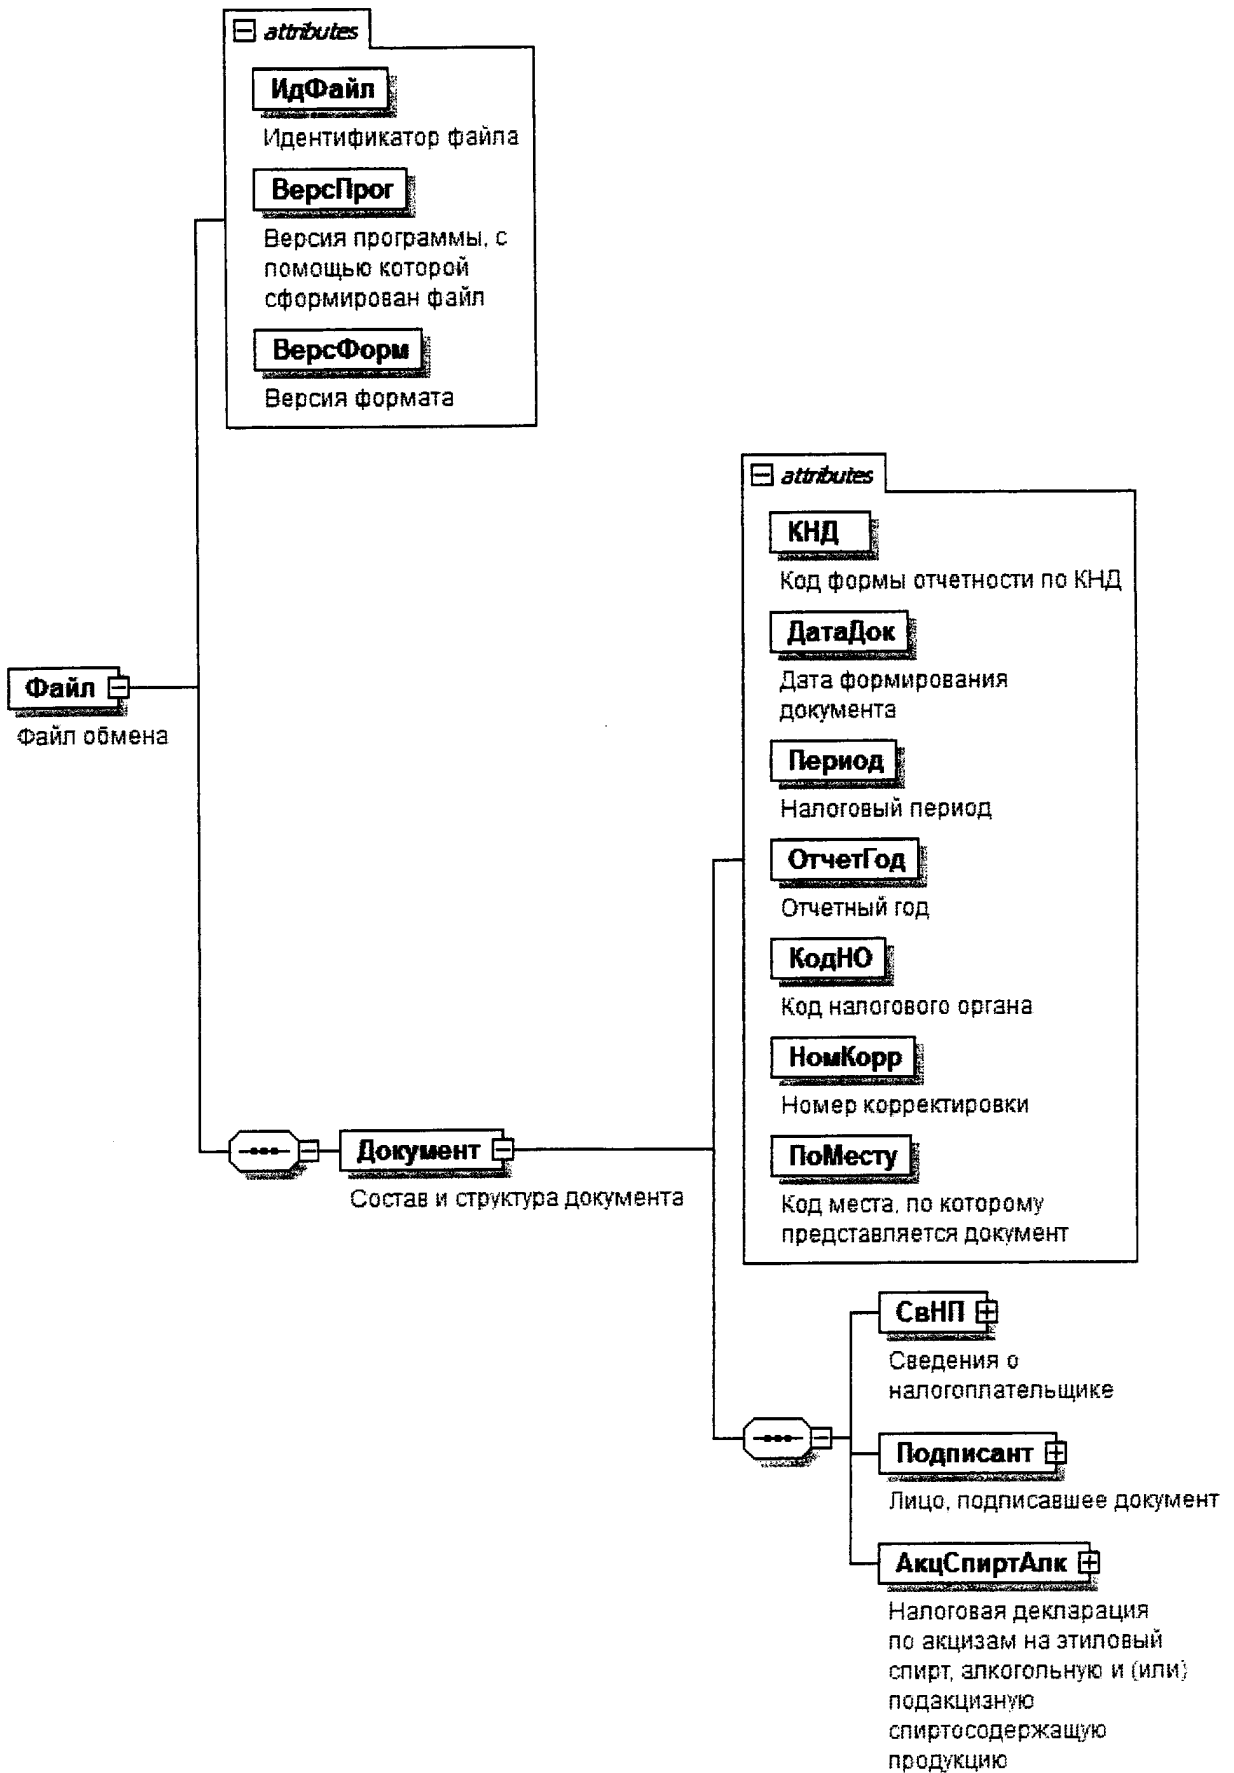 attributes
ИдФайл
Идентификатор файла
ВерсПрог
Версия программы, с
помощью которой
сформирован файл
ВерсФорм
Версия формата
Файл
Файл обмена
Документ
Состав и структура документа
attributes
КНД
Код формы отчетности по КНД
ДатаДок
Дата формирования
документа
Период
Налоговый период
ОтчетГод
Отчетный год
КодНО
Код налогового органа
НомКорр
Номер корректировки
ПоМесту
Код места, по которому
представляется документ
СвНП
Сведения о
налогоплательщике
Подписант
Лицо, подписавшее документ
АкцСпиртАлк
Налоговая декларация
по акцизам на этиловый
спирт, алкогольную и (или)
подакцизную
спиртосодержащую
продукцию